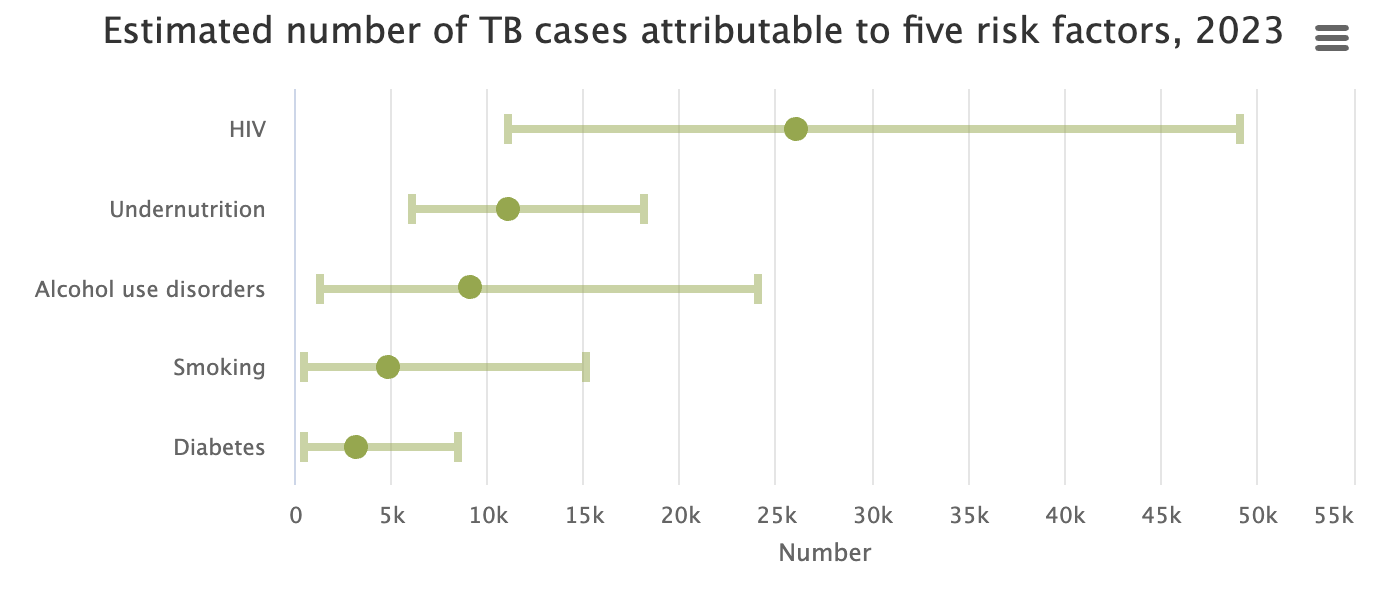 Estimated number of TB cases attributable to five risk factors, 2023
HIV
Undernutrition
Alcohol use disorders
Smoking
Diabetes
0 5k 10k 15k 20k 25k 30k 35k 40k 45k 50k 55k
Number